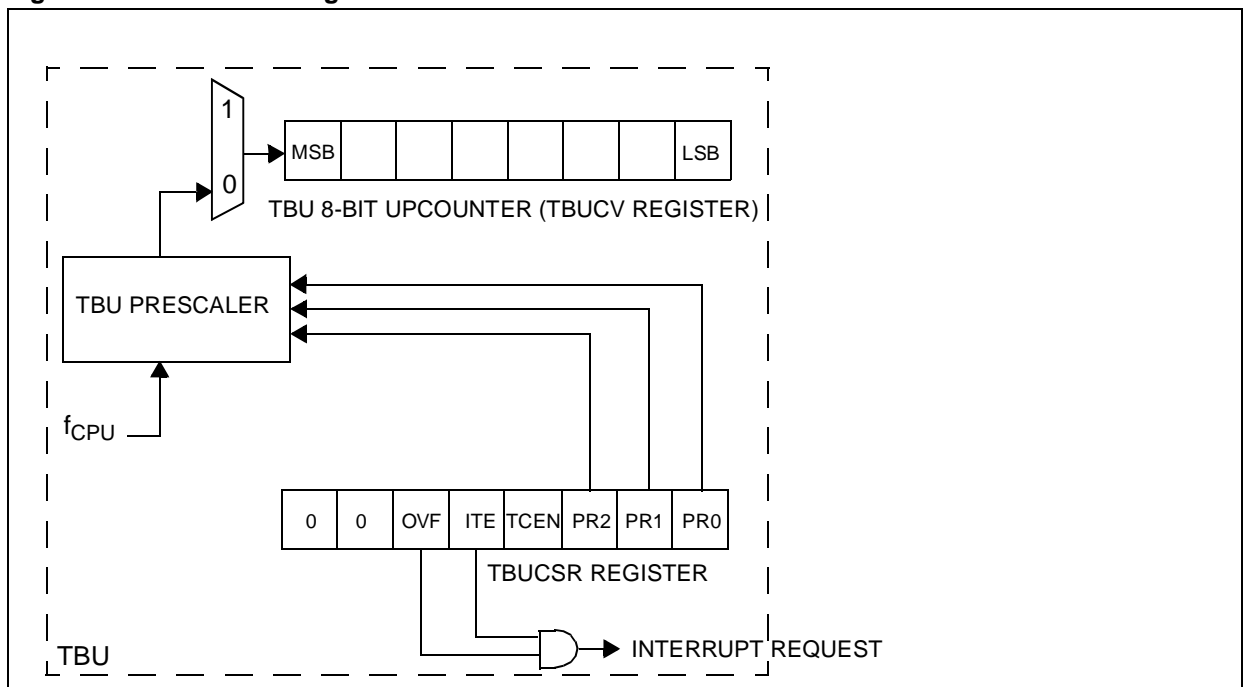 1
0
MSB
LSB
TBU 8-BIT UPCOUNTER (TBUCV REGISTER)
TBU PRESCALER
fCPU
0 0 OVF ITE TCEN PR2 PR1 PR0
TBUCSR REGISTER
INTERRUPT REQUEST
TBU